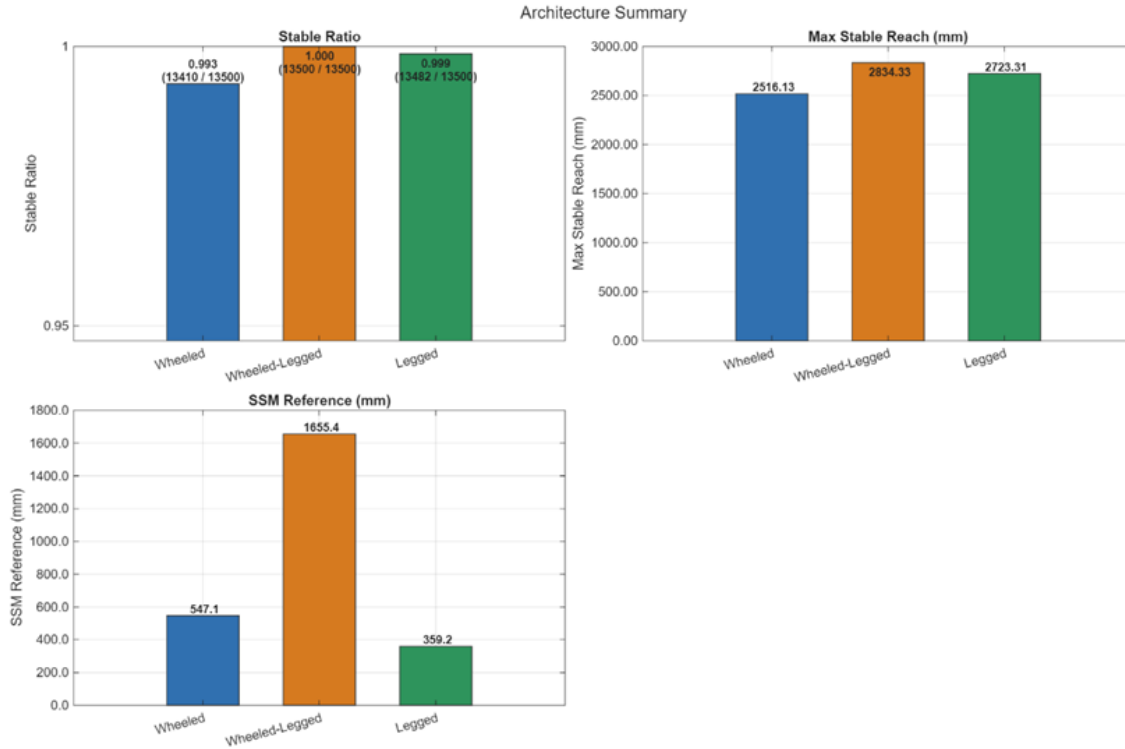 Architecture Summary
Stable Ratio
1
0.993
(13410 / 13500)
1.000
(13500 / 13500)
0.999
(13482 / 13500)
0.95
Stable Ratio
Wheeled
Wheeled-Legged
Legged
Max Stable Reach (mm)
3000.00
2500.00
2000.00
1500.00
1000.00
500.00
0.00
Max Stable Reach (mm)
2516.13
2834.33
2723.31
Wheeled
Wheeled-Legged
Legged
SSM Reference (mm)
1800.0
1600.0
1400.0
1200.0
1000.0
800.0
600.0
400.0
200.0
0.0
SSM Reference (mm)
547.1
1655.4
359.2
Wheeled
Wheeled-Legged
Legged